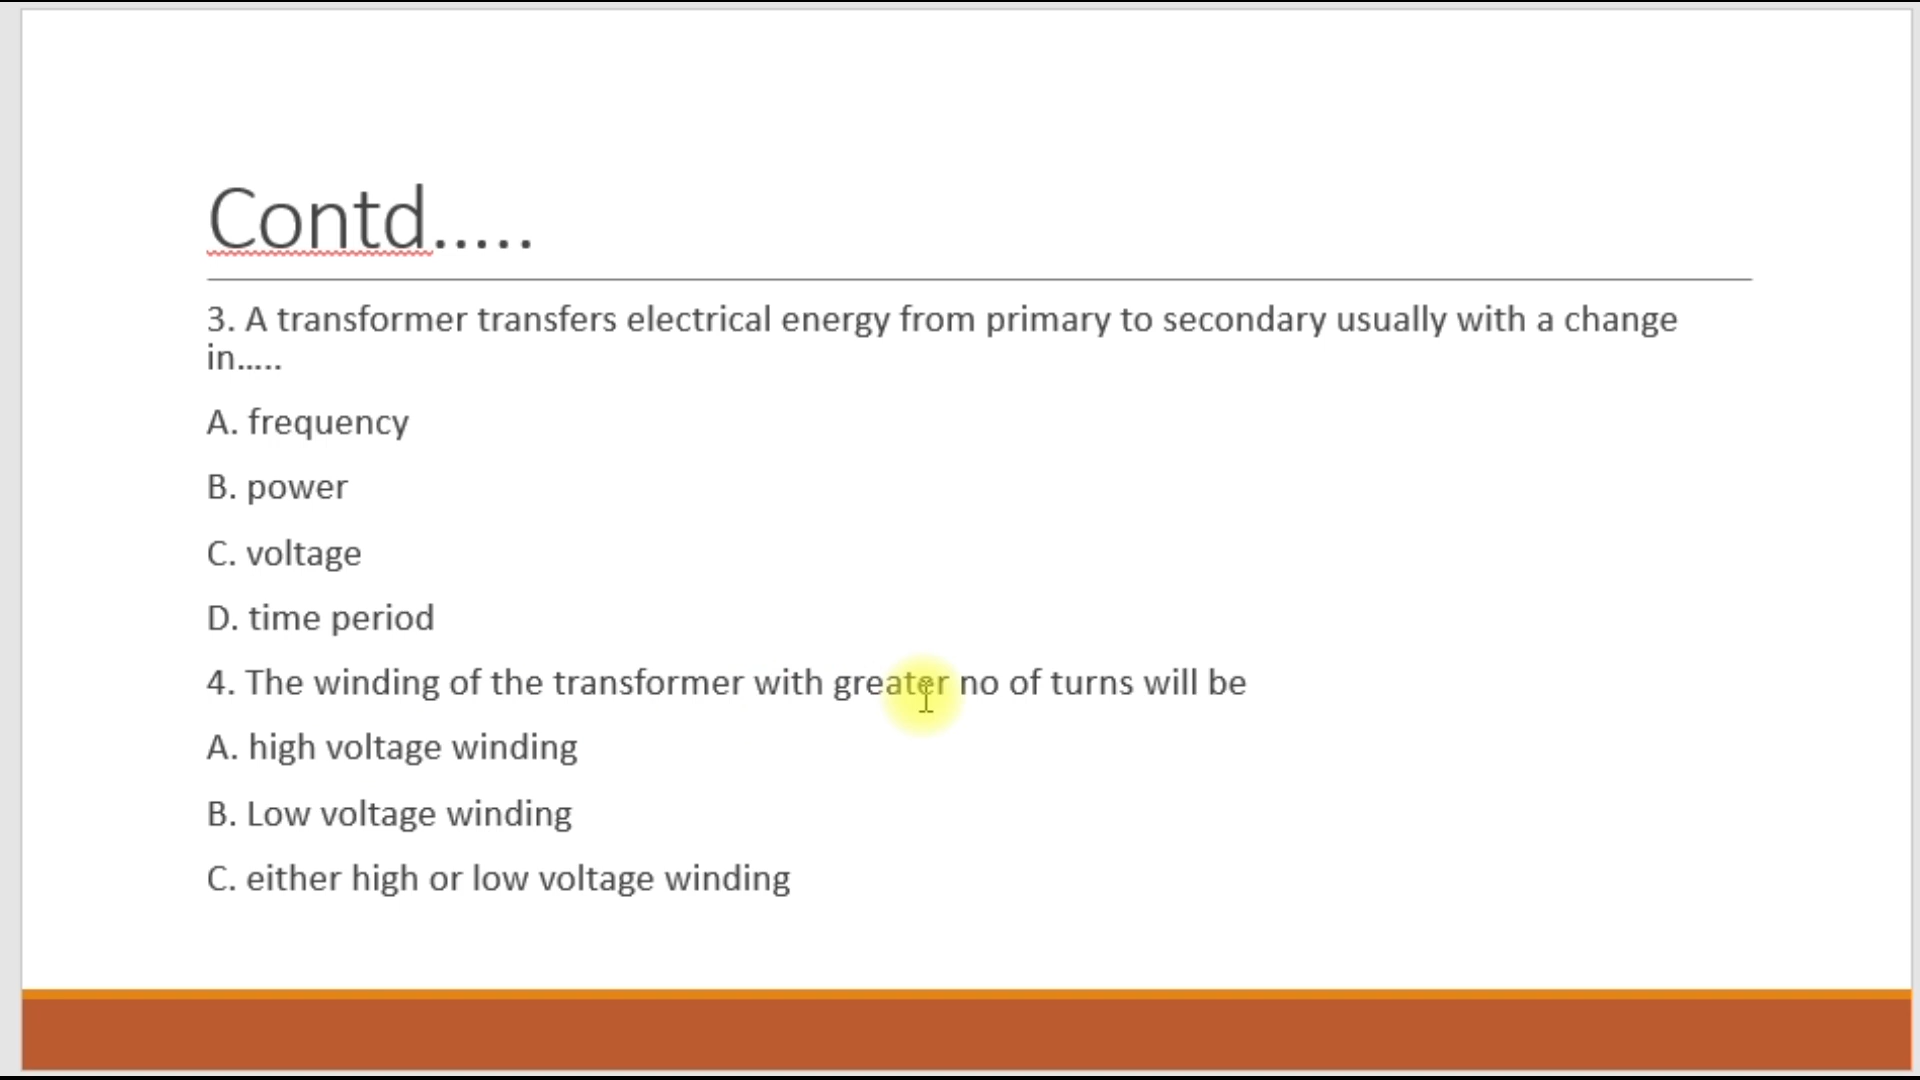 Contd.....
3. A transformer transfers electrical energy from primary to secondary usually with a change
in.....
A. frequency
B. power
C. voltage
D. time period
4. The winding of the transformer with greater no of turns will be
A. high voltage winding
B. Low voltage winding
C. either high or low voltage winding